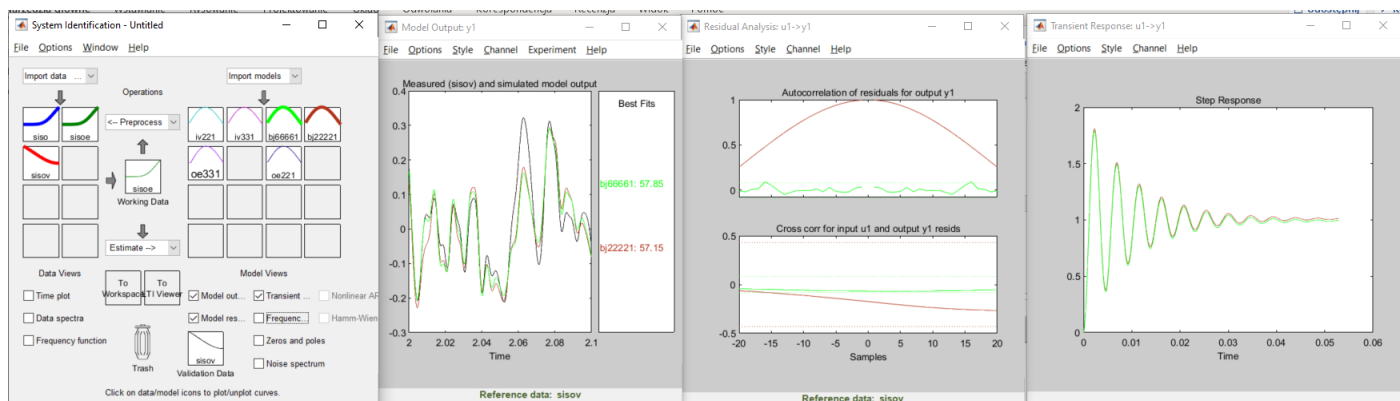 System Identification - Untitled
File Options Window Help
Import data ...
Import models
Operations
<-- Preprocess
siso
sisoe
sisov
iv221
iv331
bj66661
bj22221
oe331
oe221
sisoe
Working Data
Estimate -->
Data Views
To Workspace
To LTI Viewer
Model Views
Time plot
Data spectra
Frequency function
Model out...
Transient ...
Nonlinear AR
Model res...
Frequenc...
Hamm-Wien
Zeros and poles
Noise spectrum
Trash
sisov
Validation Data
Click on data/model icons to plot/unplot curves.
Model Output: y1
File Options Style Channel Experiment Help
Measured (sisov) and simulated model output
0.4
0.3
0.2
0.1
0
-0.1
-0.2
-0.3
2 2.02 2.04 2.06 2.08 2.1
Time
Best Fits
bj66661: 57.85
bj22221: 57.15
Reference data: sisov
Residual Analysis: u1->y1
File Options Style Channel Help
Autocorrelation of residuals for output y1
1
0.5
0
Cross corr for input u1 and output y1 resids
0.5
0
-0.5
-20 -15 -10 -5 0 5 10 15 20
Samples
Reference data: sisov
Transient Response: u1->y1
File Options Style Channel Help
Step Response
2
1.5
1
0.5
0
0 0.01 0.02 0.03 0.04 0.05 0.06
Time